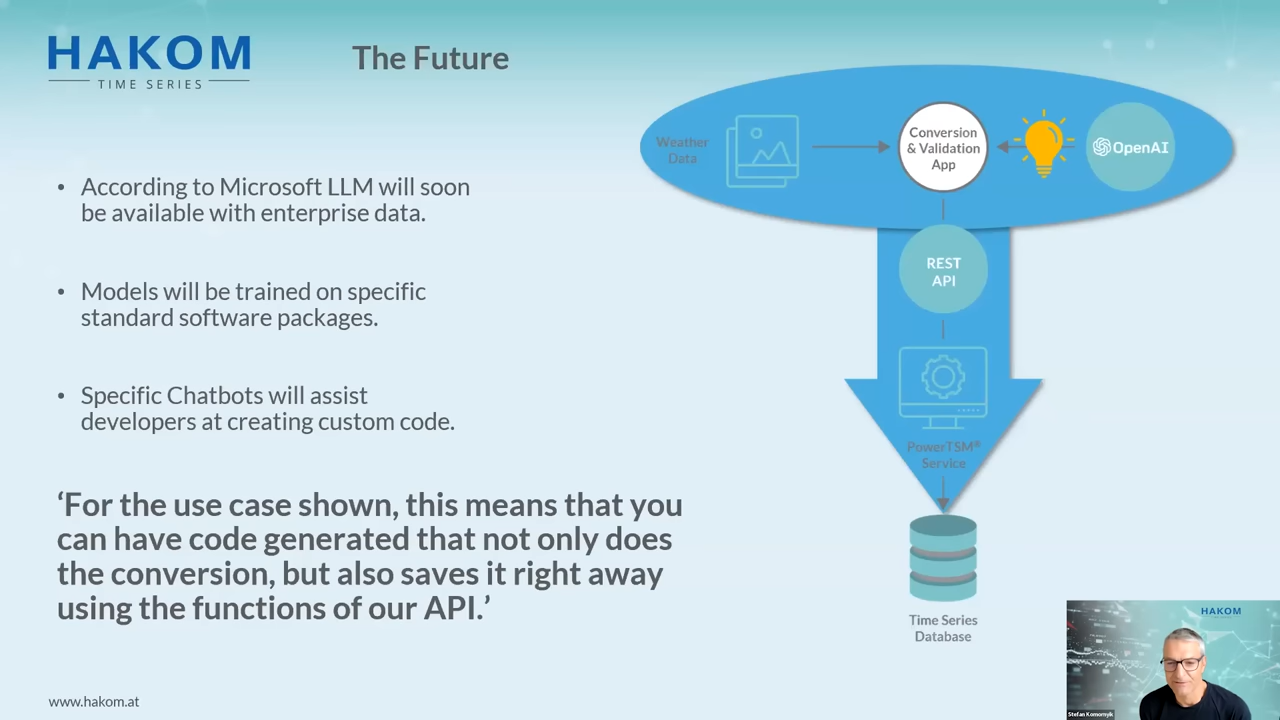 HAKOM
TIME SERIES
The Future
• According to Microsoft LLM will soon
be available with enterprise data.
• Models will be trained on specific
standard software packages.
• Specific Chatbots will assist
developers at creating custom code.
‘For the use case shown, this means that you
can have code generated that not only does
the conversion, but also saves it right away
using the functions of our API.’
www.hakom.at
Weather
Data
Conversion
& Validation
App
OpenAI
REST
API
PowerTSM®
Service
Time Series
Database
HAKOM
Stefan Komornyk